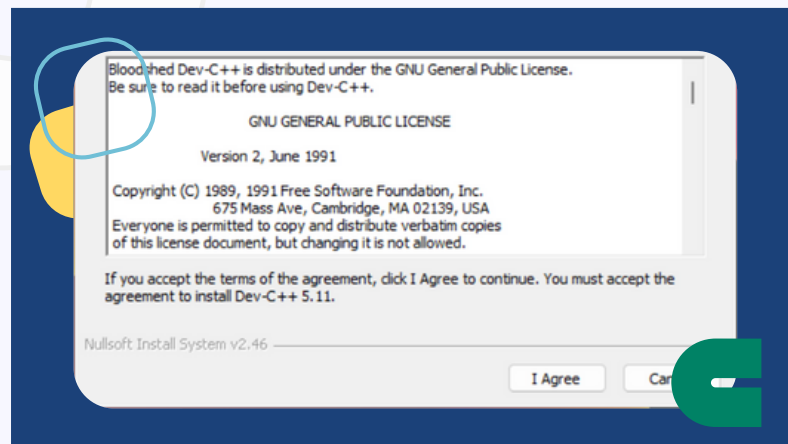 Bloodshed Dev-C++ is distributed under the GNU General Public License.
Be sure to read it before using Dev-C++.
GNU GENERAL PUBLIC LICENSE
Version 2, June 1991
Copyright (C) 1989, 1991 Free Software Foundation, Inc.
675 Mass Ave, Cambridge, MA 02139, USA
Everyone is permitted to copy and distribute verbatim copies
of this license document, but changing it is not allowed.
If you accept the terms of the agreement, click I Agree to continue. You must accept the
agreement to install Dev-C++ 5.11.
Nullsoft Install System v2.46
I Agree